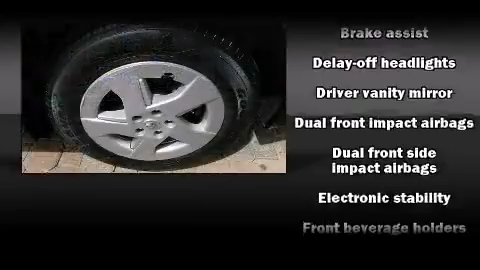 Brake assist
Delay-off headlights
Driver vanity mirror
Dual front impact airbags
Dual front side
impact airbags
Electronic stability
Front beverage holders